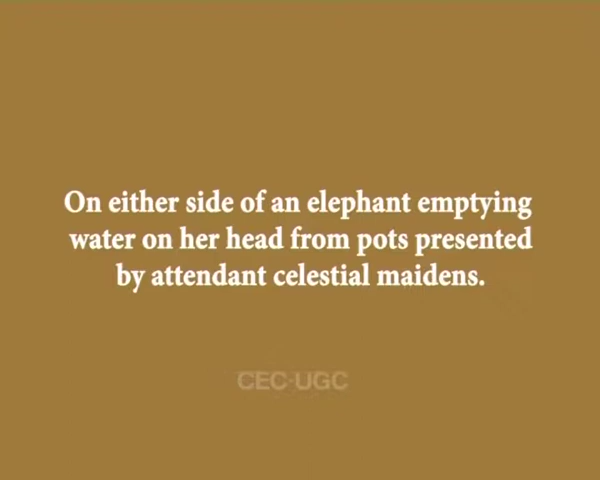 On either side of an elephant emptying
water on her head from pots presented
by attendant celestial maidens.
CEC-UGC